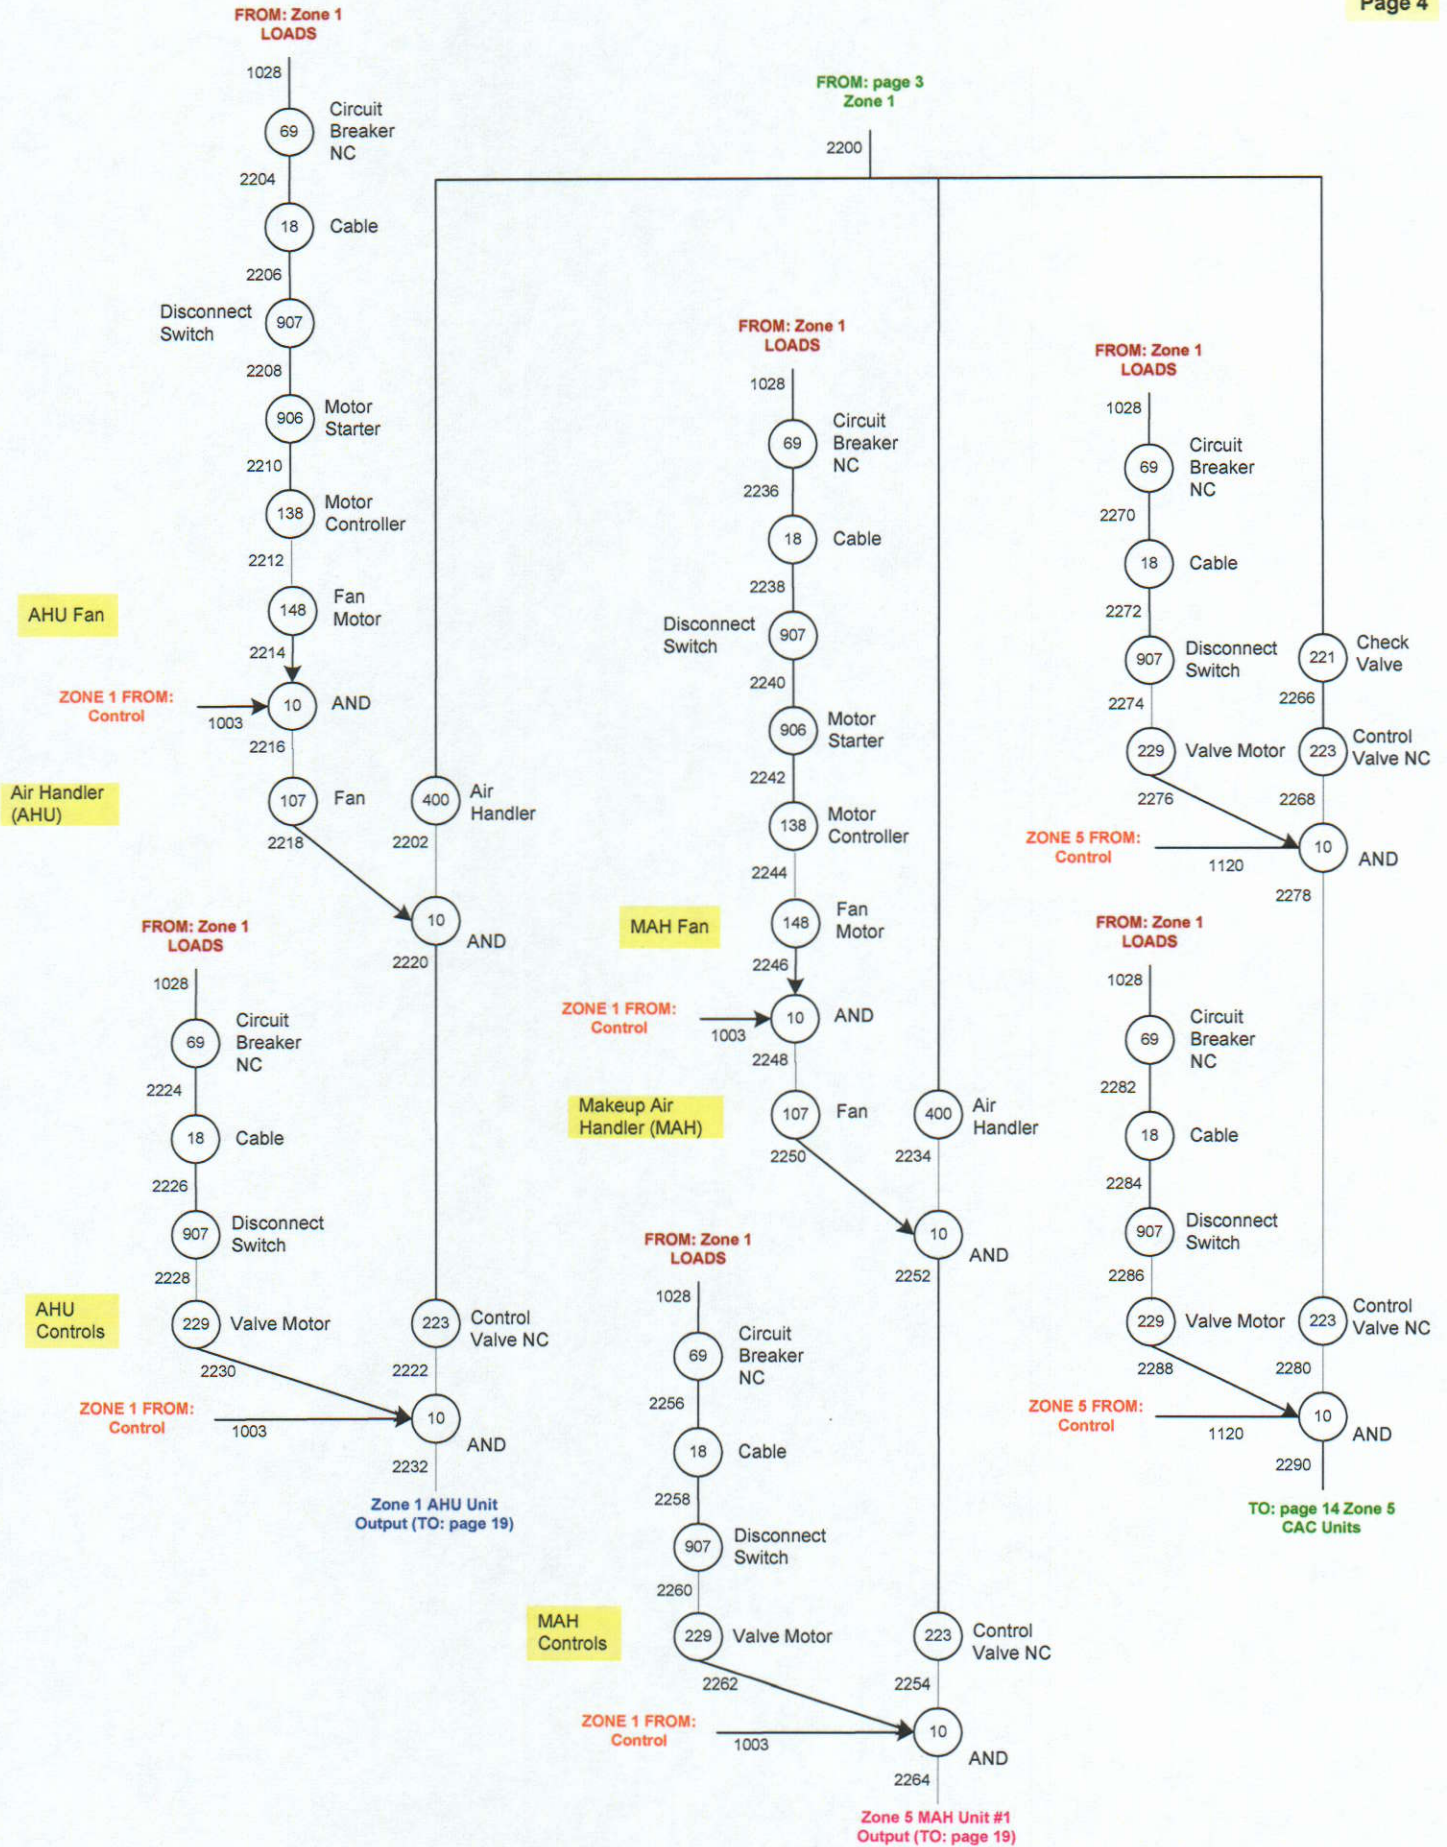 Page 4
FROM: Zone 1
LOADS
1028
69
Circuit
Breaker
NC
2204
18
Cable
2206
Disconnect
Switch
907
2208
906
Motor
Starter
2210
138
Motor
Controller
2212
AHU Fan
148
Fan
Motor
2214
ZONE 1 FROM:
Control
1003
10
AND
2216
Air Handler
(AHU)
107
Fan
2218
400
Air
Handler
2202
10
AND
2220
FROM: Zone 1
LOADS
1028
69
Circuit
Breaker
NC
2224
18
Cable
2226
907
Disconnect
Switch
2228
AHU
Controls
229
Valve Motor
2230
223
Control
Valve NC
2222
ZONE 1 FROM:
Control
1003
10
AND
2232
Zone 1 AHU Unit
Output (TO: page 19)
FROM: page 3
Zone 1
2200
FROM: Zone 1
LOADS
1028
69
Circuit
Breaker
NC
2236
18
Cable
2238
Disconnect
Switch
907
2240
906
Motor
Starter
2242
138
Motor
Controller
2244
MAH Fan
148
Fan
Motor
2246
ZONE 1 FROM:
Control
1003
10
AND
2248
Makeup Air
Handler (MAH)
107
Fan
2250
400
Air
Handler
2234
10
AND
2252
FROM: Zone 1
LOADS
1028
69
Circuit
Breaker
NC
2256
18
Cable
2258
907
Disconnect
Switch
2260
MAH
Controls
229
Valve Motor
2262
223
Control
Valve NC
2254
ZONE 1 FROM:
Control
1003
10
AND
2264
Zone 5 MAH Unit #1
Output (TO: page 19)
FROM: Zone 1
LOADS
1028
69
Circuit
Breaker
NC
2270
18
Cable
2272
907
Disconnect
Switch
2274
221
Check
Valve
2266
229
Valve Motor
2276
223
Control
Valve NC
2268
ZONE 5 FROM:
Control
1120
10
AND
2278
FROM: Zone 1
LOADS
1028
69
Circuit
Breaker
NC
2282
18
Cable
2284
907
Disconnect
Switch
2286
229
Valve Motor
2288
223
Control
Valve NC
2280
ZONE 5 FROM:
Control
1120
10
AND
2290
TO: page 14 Zone 5
CAC Units